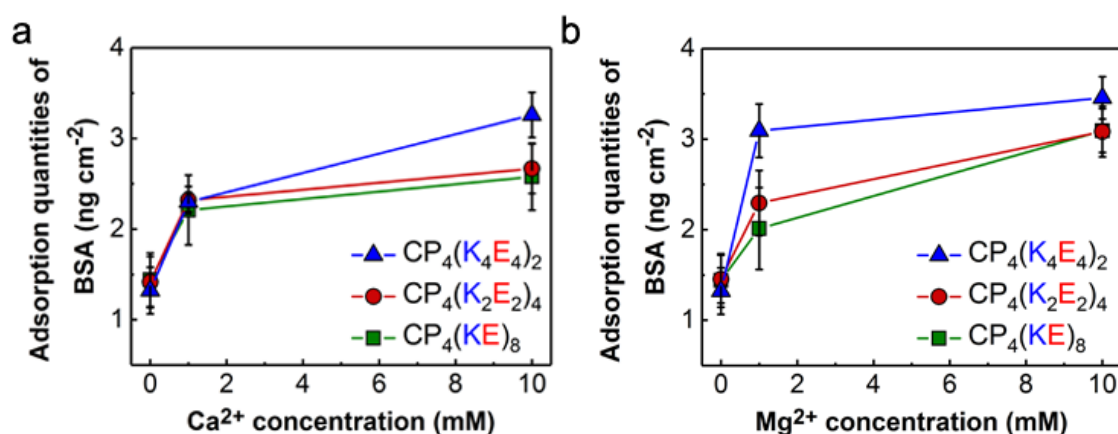 a
Adsorption quantities of
BSA (ng cm⁻²)
4
3
2
1
0
2
4
6
8
10
Ca²⁺ concentration (mM)
CP₄(K₄E₄)₂
CP₄(K₂E₂)₄
CP₄(KE)₈
b
Adsorption quantities of
BSA (ng cm⁻²)
4
3
2
1
0
2
4
6
8
10
Mg²⁺ concentration (mM)
CP₄(K₄E₄)₂
CP₄(K₂E₂)₄
CP₄(KE)₈